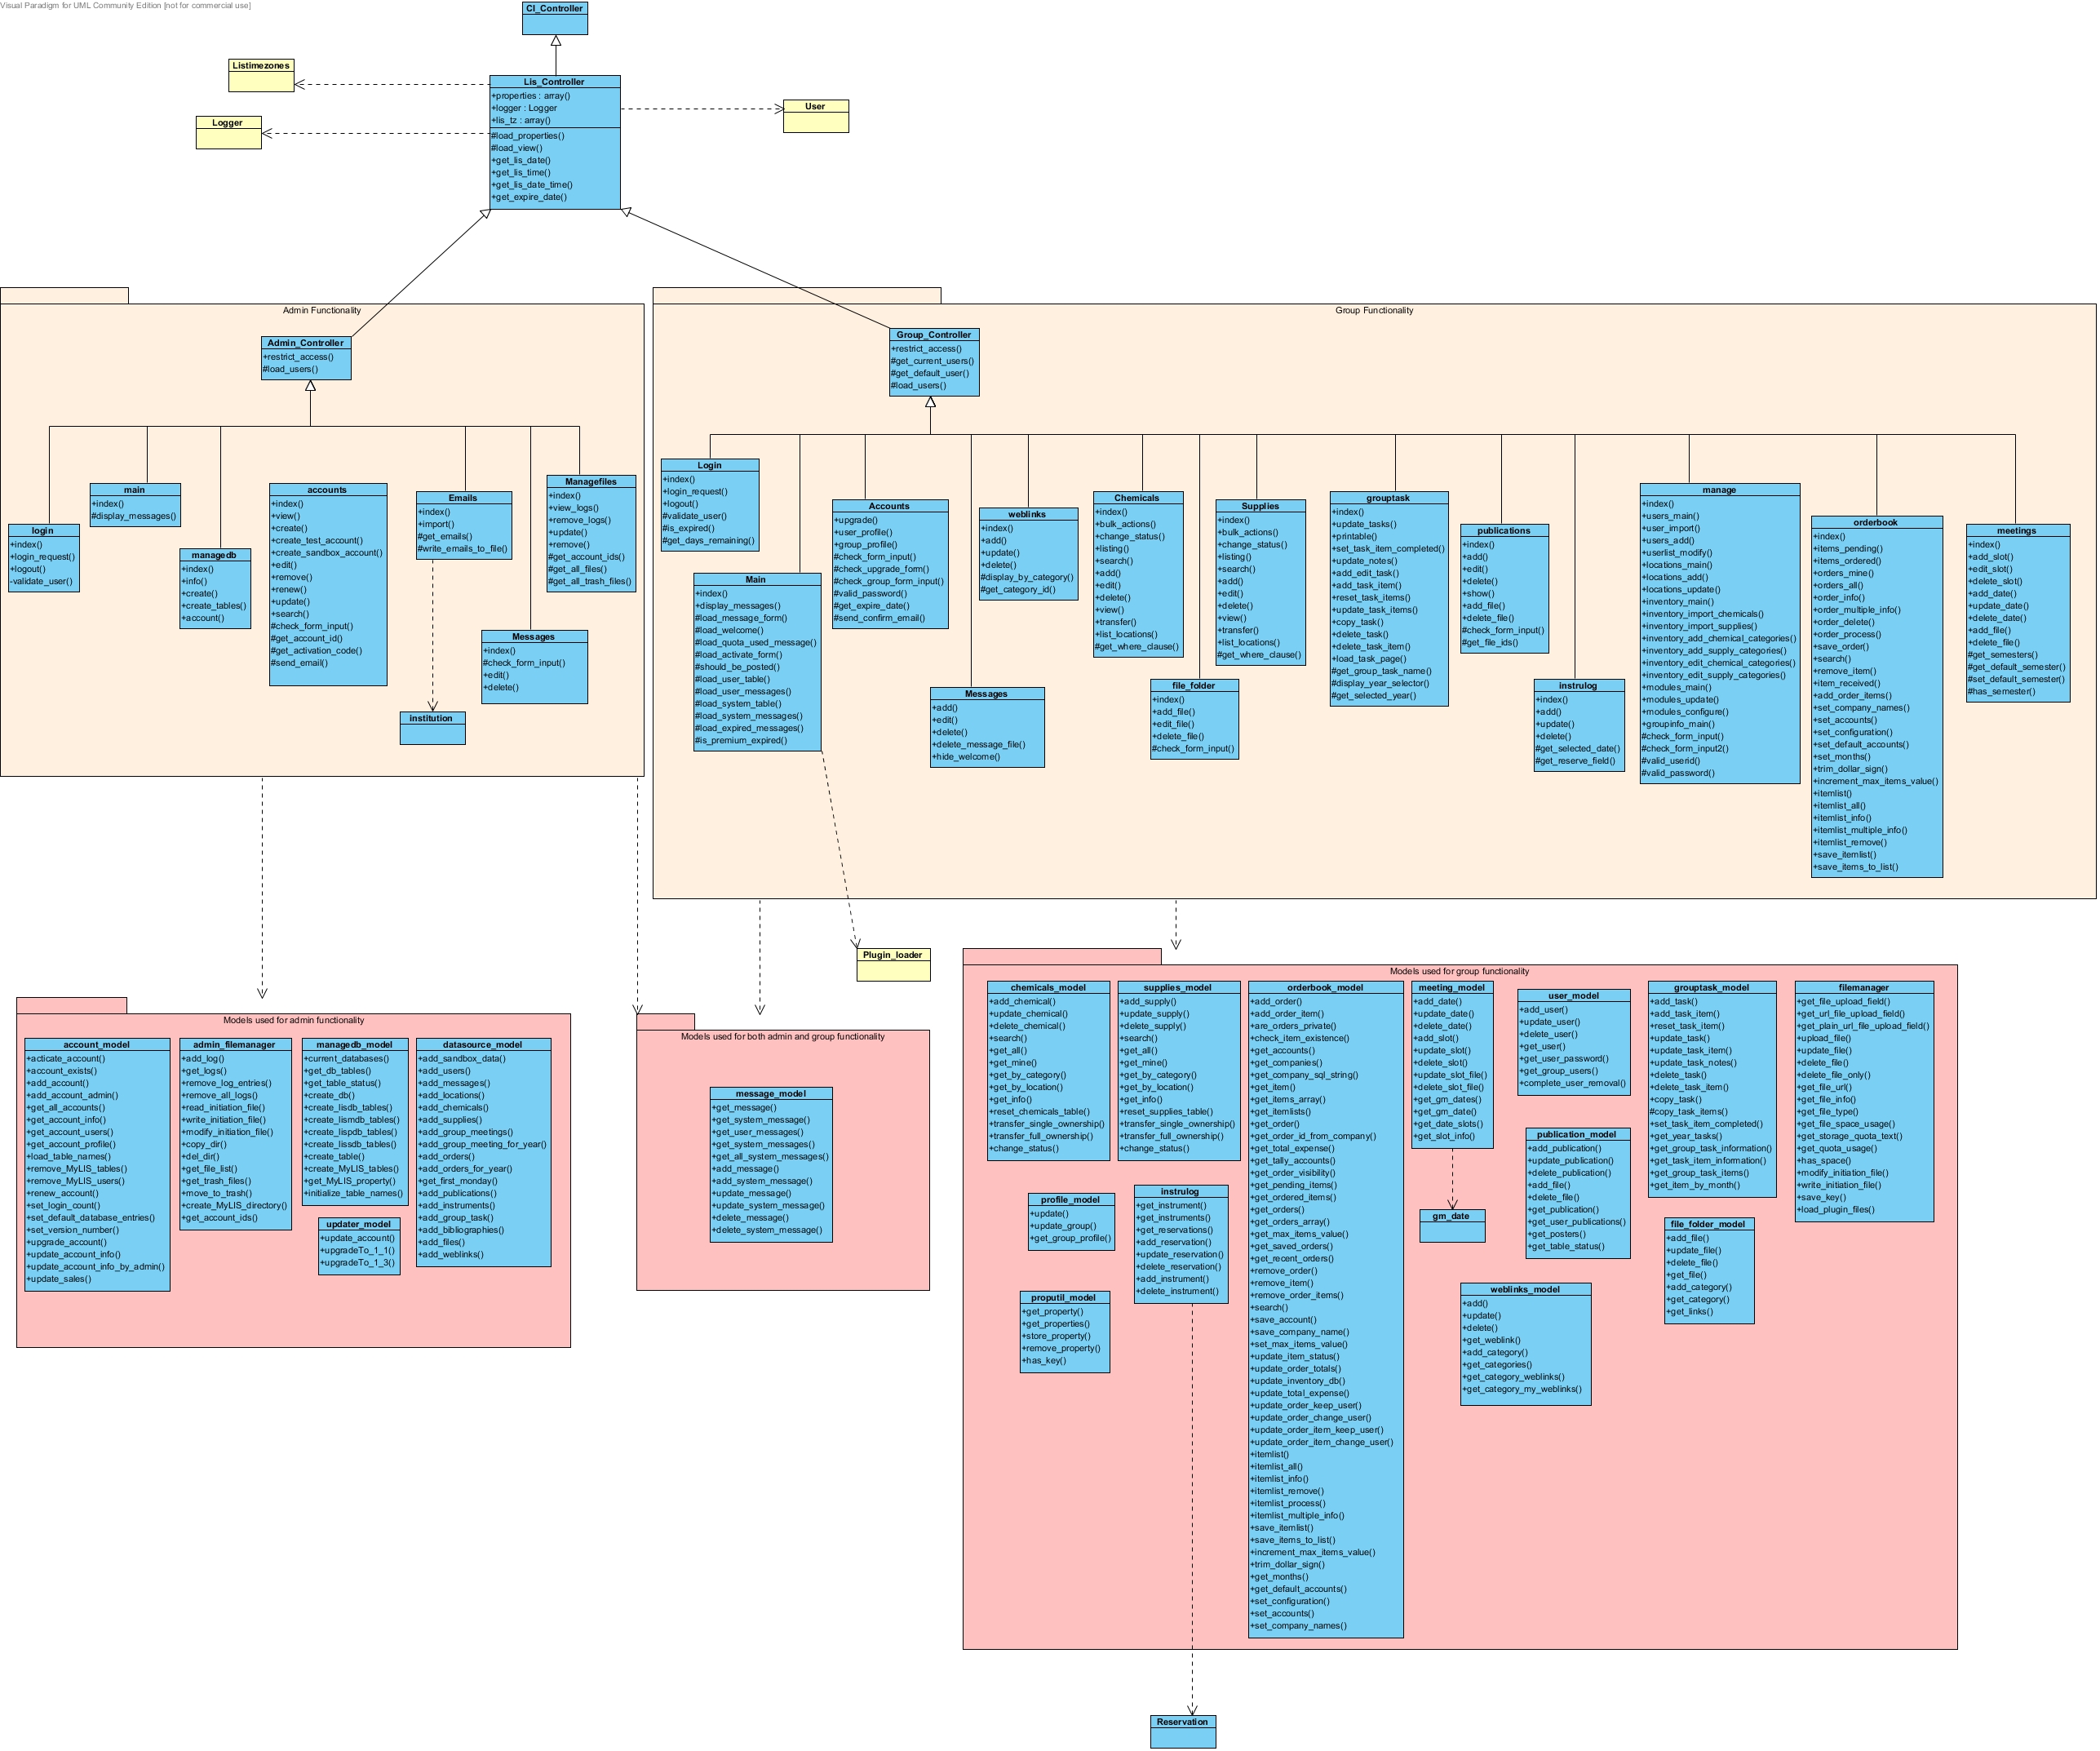 Visual Paradigm for UML Community Edition [not for commercial use]
CI_Controller
Listimezones
Logger
Lis_Controller
+properties : array()
+logger : Logger
+lis_tz : array()
#load_properties()
#load_view()
+get_lis_date()
+get_lis_time()
+get_lis_date_time()
+get_expire_date()
User
Admin Functionality
Admin_Controller
+restrict_access()
#load_users()
login
+index()
+login_request()
+logout()
-validate_user()
main
+index()
#display_messages()
managedb
+index()
+info()
+create()
+create_tables()
+account()
accounts
+index()
+view()
+create()
+create_test_account()
+create_sandbox_account()
+edit()
+remove()
+renew()
+update()
+search()
#check_form_input()
#get_account_id()
#get_activation_code()
#send_email()
Emails
+index()
+import()
#get_emails()
#write_emails_to_file()
institution
Messages
+index()
#check_form_input()
+edit()
+delete()
Managefiles
+index()
+view_logs()
+remove_logs()
+update()
+remove()
#get_account_ids()
#get_all_files()
#get_all_trash_files()
Group Functionality
Group_Controller
+restrict_access()
#get_current_users()
#get_default_user()
#load_users()
Login
+index()
+login_request()
+logout()
#validate_user()
#is_expired()
#get_days_remaining()
Main
+index()
+display_messages()
#load_message_form()
#load_welcome()
#load_quota_used_message()
#load_activate_form()
#should_be_posted()
#load_user_table()
#load_user_messages()
#load_system_table()
#load_system_messages()
#load_expired_messages()
#is_premium_expired()
Accounts
+upgrade()
+user_profile()
+group_profile()
#check_form_input()
#check_upgrade_form()
#check_group_form_input()
#valid_password()
#get_expire_date()
#send_confirm_email()
Messages
+add()
+edit()
+delete()
+delete_message_file()
+hide_welcome()
weblinks
+index()
+add()
+update()
+delete()
#display_by_category()
#get_category_id()
Chemicals
+index()
+bulk_actions()
+change_status()
+listing()
+search()
+add()
+edit()
+delete()
+view()
+transfer()
+list_locations()
#get_where_clause()
file_folder
+index()
+add_file()
+edit_file()
+delete_file()
#check_form_input()
Supplies
+index()
+bulk_actions()
+change_status()
+listing()
+search()
+add()
+edit()
+delete()
+view()
+transfer()
+list_locations()
#get_where_clause()
grouptask
+index()
+update_tasks()
+printable()
+set_task_item_completed()
+update_notes()
+add_edit_task()
+add_task_item()
+reset_task_items()
+update_task_items()
+copy_task()
+delete_task()
+delete_task_item()
+load_task_page()
#get_group_task_name()
#display_year_selector()
#get_selected_year()
publications
+index()
+add()
+edit()
+delete()
+show()
+add_file()
+delete_file()
#check_form_input()
#get_file_ids()
instrulog
+index()
+add()
+update()
+delete()
#get_selected_date()
#get_reserve_field()
manage
+index()
+users_main()
+user_import()
+users_add()
+userlist_modify()
+locations_main()
+locations_add()
+locations_update()
+inventory_main()
+inventory_import_chemicals()
+inventory_import_supplies()
+inventory_add_chemical_categories()
+inventory_add_supply_categories()
+inventory_edit_chemical_categories()
+inventory_edit_supply_categories()
+modules_main()
+modules_update()
+modules_configure()
+groupinfo_main()
#check_form_input()
#check_form_input2()
#valid_userid()
#valid_password()
orderbook
+index()
+items_pending()
+items_ordered()
+orders_mine()
+orders_all()
+order_info()
+order_multiple_info()
+order_delete()
+order_process()
+save_order()
+search()
+remove_item()
+item_received()
+add_order_items()
+set_company_names()
+set_accounts()
+set_configuration()
+set_default_accounts()
+set_months()
+trim_dollar_sign()
+increment_max_items_value()
+itemlist()
+itemlist_all()
+itemlist_info()
+itemlist_multiple_info()
+itemlist_remove()
+save_itemlist()
+save_items_to_list()
meetings
+index()
+add_slot()
+edit_slot()
+delete_slot()
+add_date()
+update_date()
+delete_date()
+add_file()
+delete_file()
#get_semesters()
#get_default_semester()
#set_default_semester()
#has_semester()
Plugin_loader
Models used for admin functionality
account_model
+acticate_account()
+account_exists()
+add_account()
+add_account_admin()
+get_all_accounts()
+get_account_info()
+get_account_users()
+get_account_profile()
+load_table_names()
+remove_MyLIS_tables()
+remove_MyLIS_users()
+renew_account()
+set_login_count()
+set_default_database_entries()
+set_version_number()
+upgrade_account()
+update_account_info()
+update_account_info_by_admin()
+update_sales()
admin_filemanager
+add_log()
+get_logs()
+remove_log_entries()
+remove_all_logs()
+read_initiation_file()
+write_initiation_file()
+modify_initiation_file()
+copy_dir()
+del_dir()
+get_file_list()
+get_trash_files()
+move_to_trash()
+create_MyLIS_directory()
+get_account_ids()
managedb_model
+current_databases()
+get_db_tables()
+get_table_status()
+create_db()
+create_lisdb_tables()
+create_lismdb_tables()
+create_lispdb_tables()
+create_lissdb_tables()
+create_table()
+create_MyLIS_tables()
+get_MyLIS_property()
+initialize_table_names()
updater_model
+update_account()
+upgradeTo_1_1()
+upgradeTo_1_3()
datasource_model
+add_sandbox_data()
+add_users()
+add_messages()
+add_locations()
+add_chemicals()
+add_supplies()
+add_group_meetings()
+add_group_meeting_for_year()
+add_orders()
+add_orders_for_year()
+get_first_monday()
+add_publications()
+add_instruments()
+add_group_task()
+add_bibliographies()
+add_files()
+add_weblinks()
Models used for both admin and group functionality
message_model
+get_message()
+get_system_message()
+get_user_messages()
+get_system_messages()
+get_all_system_messages()
+add_message()
+add_system_message()
+update_message()
+update_system_message()
+delete_message()
+delete_system_message()
Models used for group functionality
chemicals_model
+add_chemical()
+update_chemical()
+delete_chemical()
+search()
+get_all()
+get_mine()
+get_by_category()
+get_by_location()
+get_info()
+reset_chemicals_table()
+transfer_single_ownership()
+transfer_full_ownership()
+change_status()
supplies_model
+add_supply()
+update_supply()
+delete_supply()
+search()
+get_all()
+get_mine()
+get_by_category()
+get_by_location()
+get_info()
+reset_supplies_table()
+transfer_single_ownership()
+transfer_full_ownership()
+change_status()
profile_model
+update()
+update_group()
+get_group_profile()
instrulog
+get_instrument()
+get_instruments()
+get_reservations()
+add_reservation()
+update_reservation()
+delete_reservation()
+add_instrument()
+delete_instrument()
proputil_model
+get_property()
+get_properties()
+store_property()
+remove_property()
+has_key()
orderbook_model
+add_order()
+add_order_item()
+are_orders_private()
+check_item_existence()
+get_accounts()
+get_companies()
+get_company_sql_string()
+get_item()
+get_items_array()
+get_itemlists()
+get_order()
+get_order_id_from_company()
+get_total_expense()
+get_tally_accounts()
+get_order_visibility()
+get_pending_items()
+get_ordered_items()
+get_orders()
+get_orders_array()
+get_max_items_value()
+get_saved_orders()
+get_recent_orders()
+remove_order()
+remove_item()
+remove_order_items()
+search()
+save_account()
+save_company_name()
+set_max_items_value()
+update_item_status()
+update_order_totals()
+update_inventory_db()
+update_total_expense()
+update_order_keep_user()
+update_order_change_user()
+update_order_item_keep_user()
+update_order_item_change_user()
+itemlist()
+itemlist_all()
+itemlist_info()
+itemlist_remove()
+itemlist_process()
+itemlist_multiple_info()
+save_itemlist()
+save_items_to_list()
+increment_max_items_value()
+trim_dollar_sign()
+get_months()
+get_default_accounts()
+set_configuration()
+set_accounts()
+set_company_names()
meeting_model
+add_date()
+update_date()
+delete_date()
+add_slot()
+update_slot()
+delete_slot()
+update_slot_file()
+delete_slot_file()
+get_gm_dates()
+get_gm_date()
+get_date_slots()
+get_slot_info()
gm_date
user_model
+add_user()
+update_user()
+delete_user()
+get_user()
+get_user_password()
+get_group_users()
+complete_user_removal()
publication_model
+add_publication()
+update_publication()
+delete_publication()
+add_file()
+delete_file()
+get_publication()
+get_user_publications()
+get_posters()
+get_table_status()
weblinks_model
+add()
+update()
+delete()
+get_weblink()
+add_category()
+get_categories()
+get_category_weblinks()
+get_category_my_weblinks()
grouptask_model
+add_task()
+add_task_item()
+reset_task_item()
+update_task()
+update_task_item()
+update_task_notes()
+delete_task()
+delete_task_item()
+copy_task()
#copy_task_items()
+set_task_item_completed()
+get_year_tasks()
+get_group_task_information()
+get_task_item_information()
+get_group_task_items()
+get_item_by_month()
file_folder_model
+add_file()
+update_file()
+delete_file()
+get_file()
+add_category()
+get_category()
+get_links()
filemanager
+get_file_upload_field()
+get_url_file_upload_field()
+get_plain_url_file_upload_field()
+upload_file()
+update_file()
+delete_file()
+delete_file_only()
+get_file_url()
+get_file_info()
+get_file_type()
+get_file_space_usage()
+get_storage_quota_text()
+get_quota_usage()
+has_space()
+modify_initiation_file()
+write_initiation_file()
+save_key()
+load_plugin_files()
Reservation